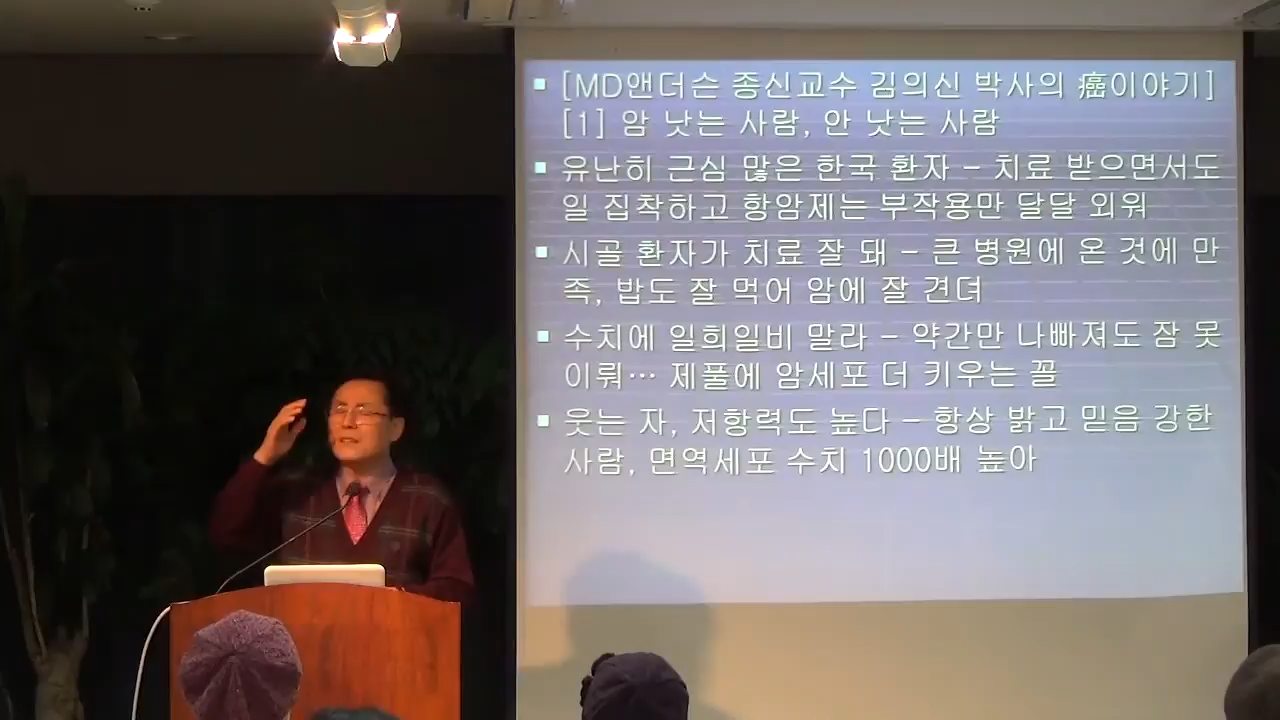 [MD앤더슨 종신교수 김의신 박사의 癌이야기]
[1] 암 낫는 사람, 안 낫는 사람
유난히 근심 많은 한국 환자 – 치료 받으면서도
일 집착하고 항암제는 부작용만 달달 외워
시골 환자가 치료 잘 돼 – 큰 병원에 온 것에 만
족, 밥도 잘 먹어 암에 잘 견뎌
수치에 일희일비 말라 – 약간만 나빠져도 잠 못
이뤄… 제풀에 암세포 더 키우는 꼴
웃는 자, 저항력도 높다 – 항상 밝고 믿음 강한
사람, 면역세포 수치 1000배 높아